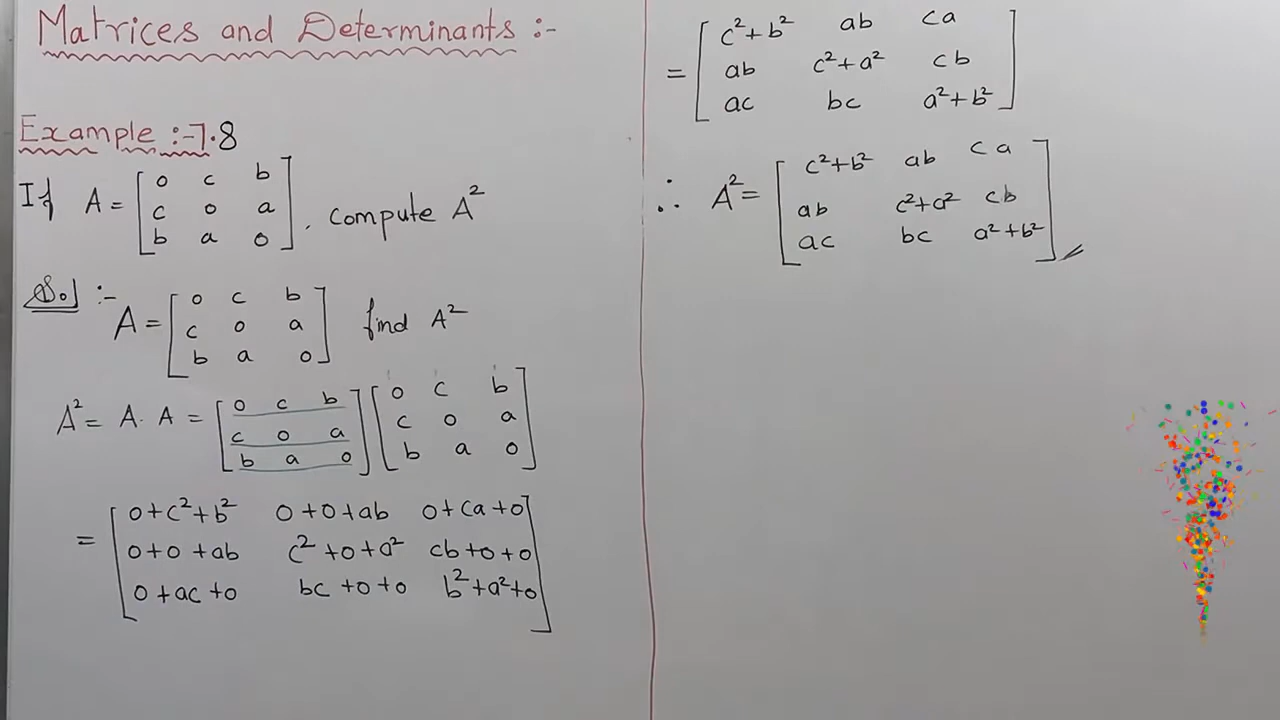 Matrices and Determinants :-
Example :-7.8
If A = [ 0 c b
c 0 a
b a 0 ] . compute A²
Sol :-
A = [ 0 c b
c 0 a
b a 0 ] find A²
A² = A . A = [ 0 c b
c 0 a
b a 0 ] [ 0 c b
c 0 a
b a 0 ]
= [ 0+c²+b² 0+0+ab 0+ca+0
0+0+ab c²+0+a² cb+0+0
0+ac+0 bc+0+0 b²+a²+0 ]
= [ c²+b² ab ca
ab c²+a² cb
ac bc a²+b² ]
∴ A² = [ c²+b² ab ca
ab c²+a² cb
ac bc a²+b² ]